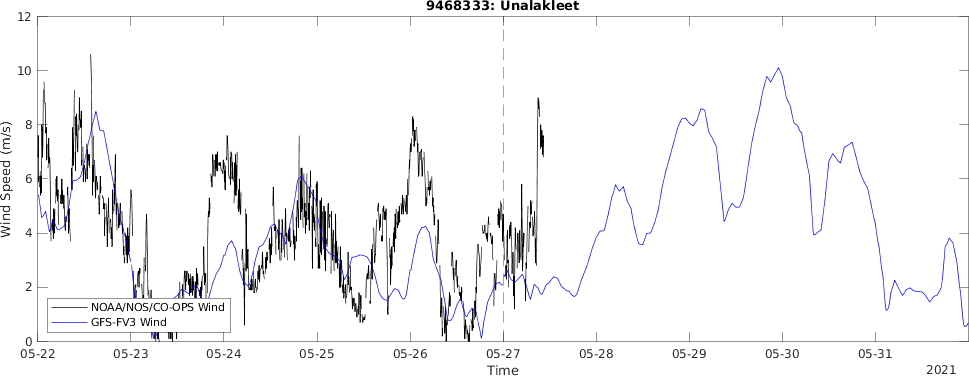 9468333: Unalakleet
Wind Speed (m/s)
12
10
8
6
4
2
0
NOAA/NOS/CO-OPS Wind
GFS-FV3 Wind
05-22 05-23 05-24 05-25 05-26 05-27 05-28 05-29 05-30 05-31
Time
2021